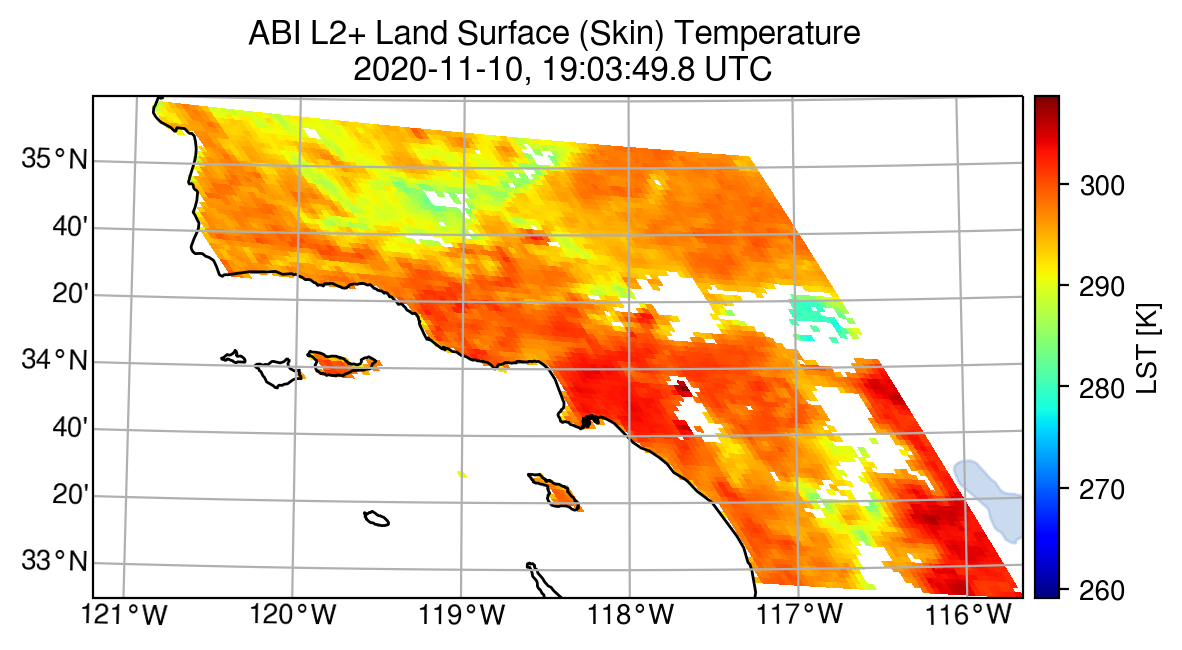 ABI L2+ Land Surface (Skin) Temperature
2020-11-10, 19:03:49.8 UTC
35°N
40'
20'
34°N
40'
20'
33°N
121°W
120°W
119°W
118°W
117°W
116°W
300
290
280
270
260
LST [K]